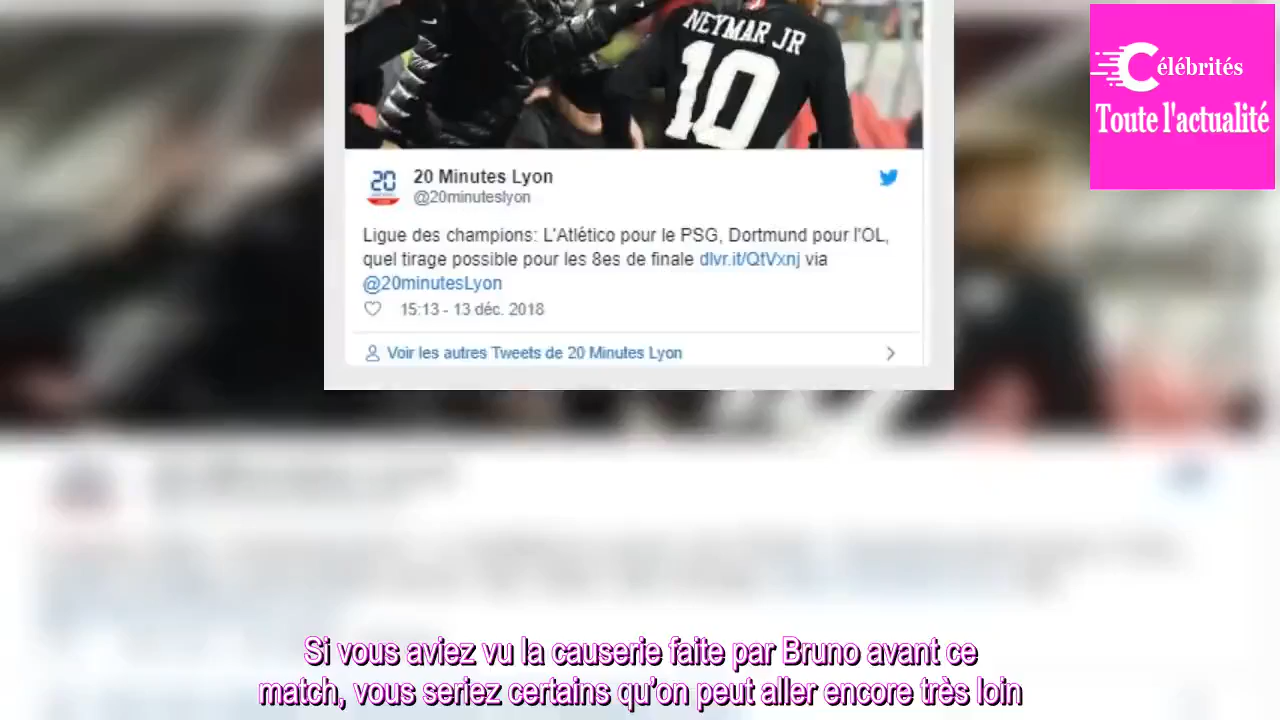 NEYMAR JR
10
Célébrités
Toute l'actualité
20
20 Minutes Lyon
@20minuteslyon
Ligue des champions: L'Atlético pour le PSG, Dortmund pour l'OL,
quel tirage possible pour les 8es de finale dlvr.it/QtVxnj via
@20minutesLyon
15:13 - 13 déc. 2018
Voir les autres Tweets de 20 Minutes Lyon
Si vous aviez vu la causerie faite par Bruno avant ce
match, vous seriez certains qu'on peut aller encore très loin